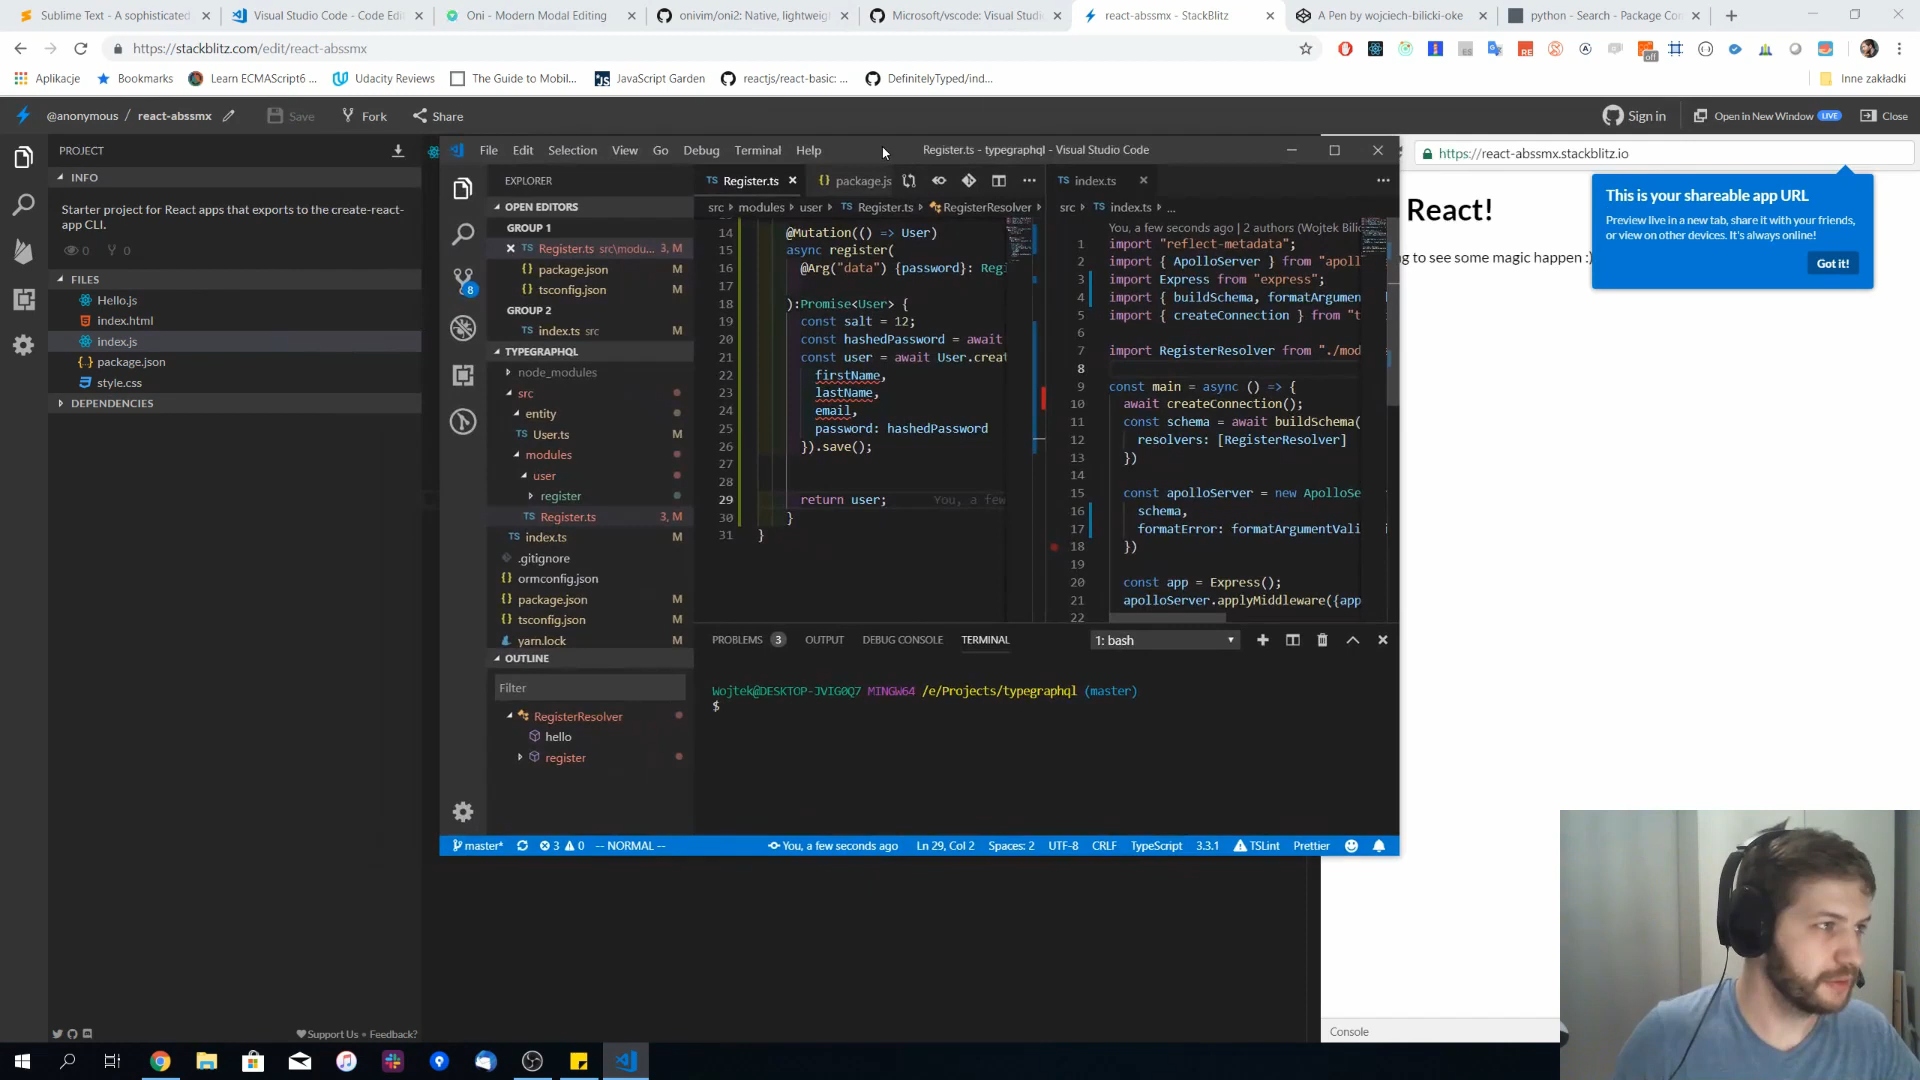 Sublime Text - A sophisticated
Visual Studio Code - Code Edi
Oni - Modern Modal Editing
onivim/oni2: Native, lightweig
Microsoft/vscode: Visual Studi
react-abssmx - StackBlitz
A Pen by wojciech-bilicki-oke
python - Search - Package Co
https://stackblitz.com/edit/react-abssmx
Aplikacje
Bookmarks
Learn ECMAScript6 ...
Udacity Reviews
The Guide to Mobil...
JavaScript Garden
reactjs/react-basic: ...
DefinitelyTyped/ind...
Inne zakładki
@anonymous / react-abssmx
Save
Fork
Share
Sign in
Open in New Window LIVE
Close
PROJECT
INFO
Starter project for React apps that exports to the create-react-
app CLI.
0 0
FILES
Hello.js
index.html
index.js
package.json
style.css
DEPENDENCIES
Support Us • Feedback?
File Edit Selection View Go Debug Terminal Help
Register.ts - typegraphql - Visual Studio Code
EXPLORER
OPEN EDITORS
GROUP 1
Register.ts src\modu... 3, M
package.json M
tsconfig.json M
GROUP 2
index.ts src M
TYPEGRAPHQL
node_modules
src
entity
User.ts M
modules
user
register
Register.ts 3, M
index.ts M
.gitignore
ormconfig.json
package.json M
tsconfig.json M
yarn.lock M
OUTLINE
Filter
RegisterResolver
hello
register
8
TS Register.ts
package.js
src modules user TS Register.ts RegisterResolver
14 @Mutation(() => User)
15 async register(
16 @Arg("data") {password}: Regi
17
18 ):Promise<User> {
19 const salt = 12;
20 const hashedPassword = await
21 const user = await User.creat
22 firstName,
23 lastName,
24 email,
25 password: hashedPassword
26 }).save();
27
28
29 return user; You, a few
30 }
31 }
TS index.ts
src TS index.ts ...
You, a few seconds ago | 2 authors (Wojtek Bilic
1 import "reflect-metadata";
2 import { ApolloServer } from "apoll
3 import Express from "express";
4 import { buildSchema, formatArgumen
5 import { createConnection } from "t
6
7 import RegisterResolver from "./mod
8
9 const main = async () => {
10 await createConnection();
11 const schema = await buildSchema(
12 resolvers: [RegisterResolver]
13 })
14
15 const apolloServer = new ApolloSe
16 schema,
17 formatError: formatArgumentVali
18 })
19
20 const app = Express();
21 apolloServer.applyMiddleware({app
22
PROBLEMS 3 OUTPUT DEBUG CONSOLE TERMINAL
1: bash
Wojtek@DESKTOP-JVIG0Q7 MINGW64 /e/Projects/typegraphql (master)
$
master* 3 0 -- NORMAL -- You, a few seconds ago Ln 29, Col 2 Spaces: 2 UTF-8 CRLF TypeScript 3.3.1 TSLint Prettier
https://react-abssmx.stackblitz.io
React!
g to see some magic happen :)
This is your shareable app URL
Preview live in a new tab, share it with your friends,
or view on other devices. It's always online!
Got it!
Console